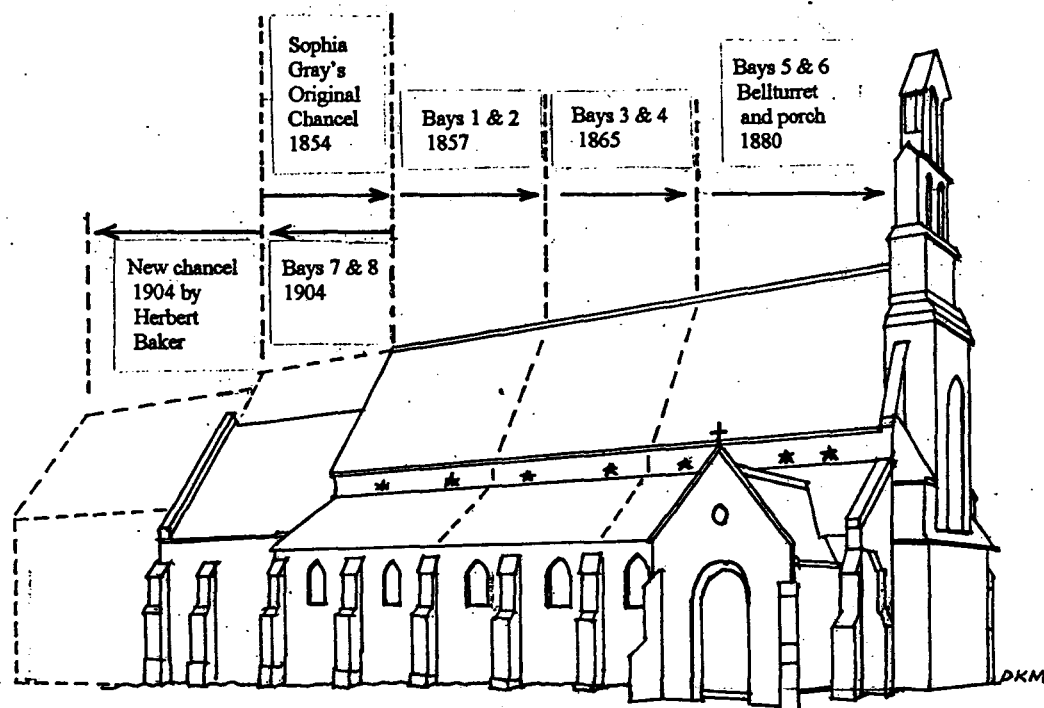 Sophia
Gray's
Original
Chancel
1854
Bays 1 & 2
1857
Bays 3 & 4
1865
Bays 5 & 6
Bellturret
and porch
1880
New chancel
1904 by
Herbert
Baker
Bays 7 & 8
1904
DKM